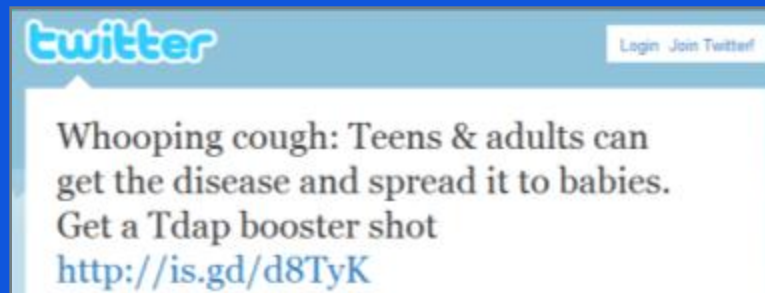 twitter
Login Join Twitter!
Whooping cough: Teens & adults can
get the disease and spread it to babies.
Get a Tdap booster shot
http://is.gd/d8TyK